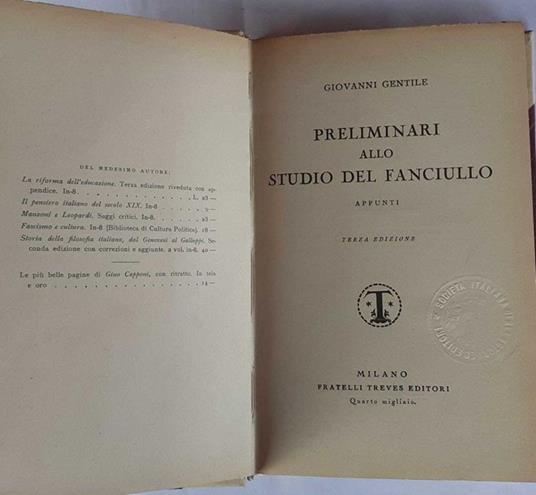 DEL MEDESIMO AUTORE:
La riforma dell'educazione. Terza edizione riveduta con ap-
pendice. In-8 . . . . . . . . . . . . . . L. 23 —
Il pensiero italiano del secolo XIX. In-8 . . . . . 9 —
Manzoni e Leopardi. Saggi critici. In-8. . . . . . 23 —
Fascismo e cultura. In-8 [Biblioteca di Cultura Politica]. 18 —
Storia della filosofia italiana, dal Genovesi al Galluppi. Se-
conda edizione con correzioni e aggiunte. 2 vol. in-8. 40 —
Le più belle pagine di Gino Capponi, con ritratto. In tela
e oro . . . . . . . . . . . . . . . . 14 —
GIOVANNI GENTILE
PRELIMINARI
ALLO
STUDIO DEL FANCIULLO
APPUNTI
TERZA EDIZIONE
T
SOCIETÀ ITALIANA
ED EDITORI
MILANO
FRATELLI TREVES EDITORI
Quarto migliaio.